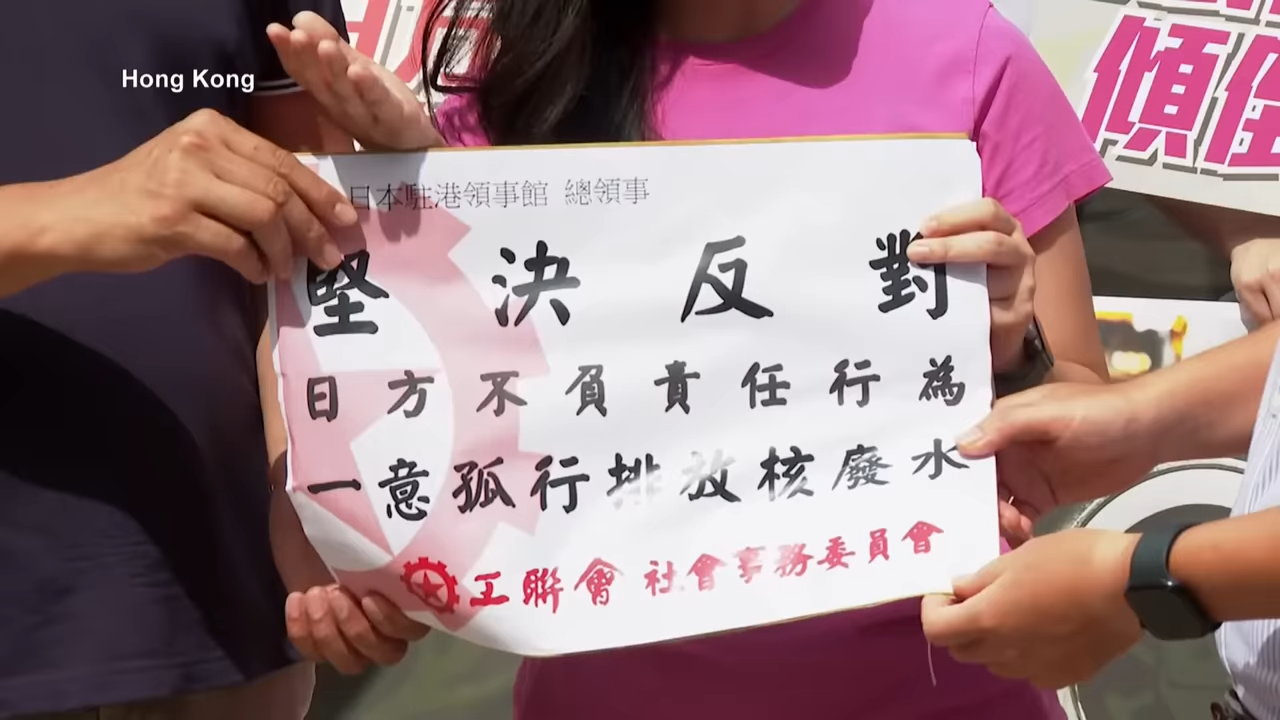 Hong Kong
傾倒
日本駐港領事館 總領事
堅決反對
日方不負責任行為
一意孤行排放核廢水
工聯會 社會事務委員會